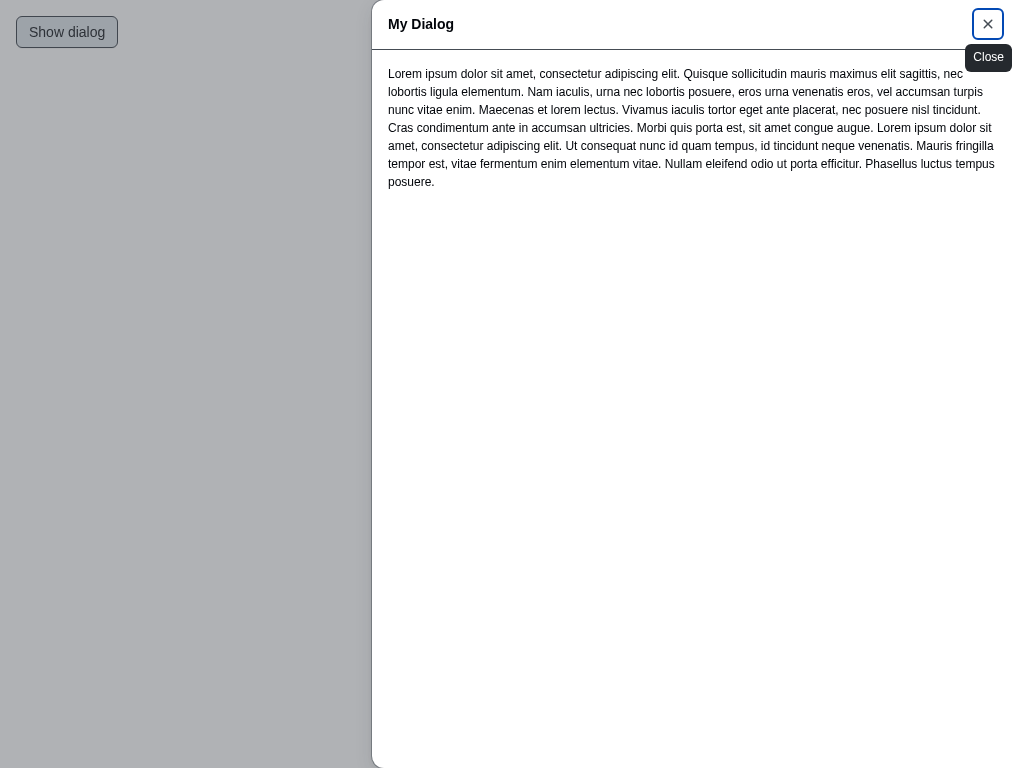 Show dialog
My Dialog
Close
Lorem ipsum dolor sit amet, consectetur adipiscing elit. Quisque sollicitudin mauris maximus elit sagittis, nec
lobortis ligula elementum. Nam iaculis, urna nec lobortis posuere, eros urna venenatis eros, vel accumsan turpis
nunc vitae enim. Maecenas et lorem lectus. Vivamus iaculis tortor eget ante placerat, nec posuere nisl tincidunt.
Cras condimentum ante in accumsan ultricies. Morbi quis porta est, sit amet congue augue. Lorem ipsum dolor sit
amet, consectetur adipiscing elit. Ut consequat nunc id quam tempus, id tincidunt neque venenatis. Mauris fringilla
tempor est, vitae fermentum enim elementum vitae. Nullam eleifend odio ut porta efficitur. Phasellus luctus tempus
posuere.